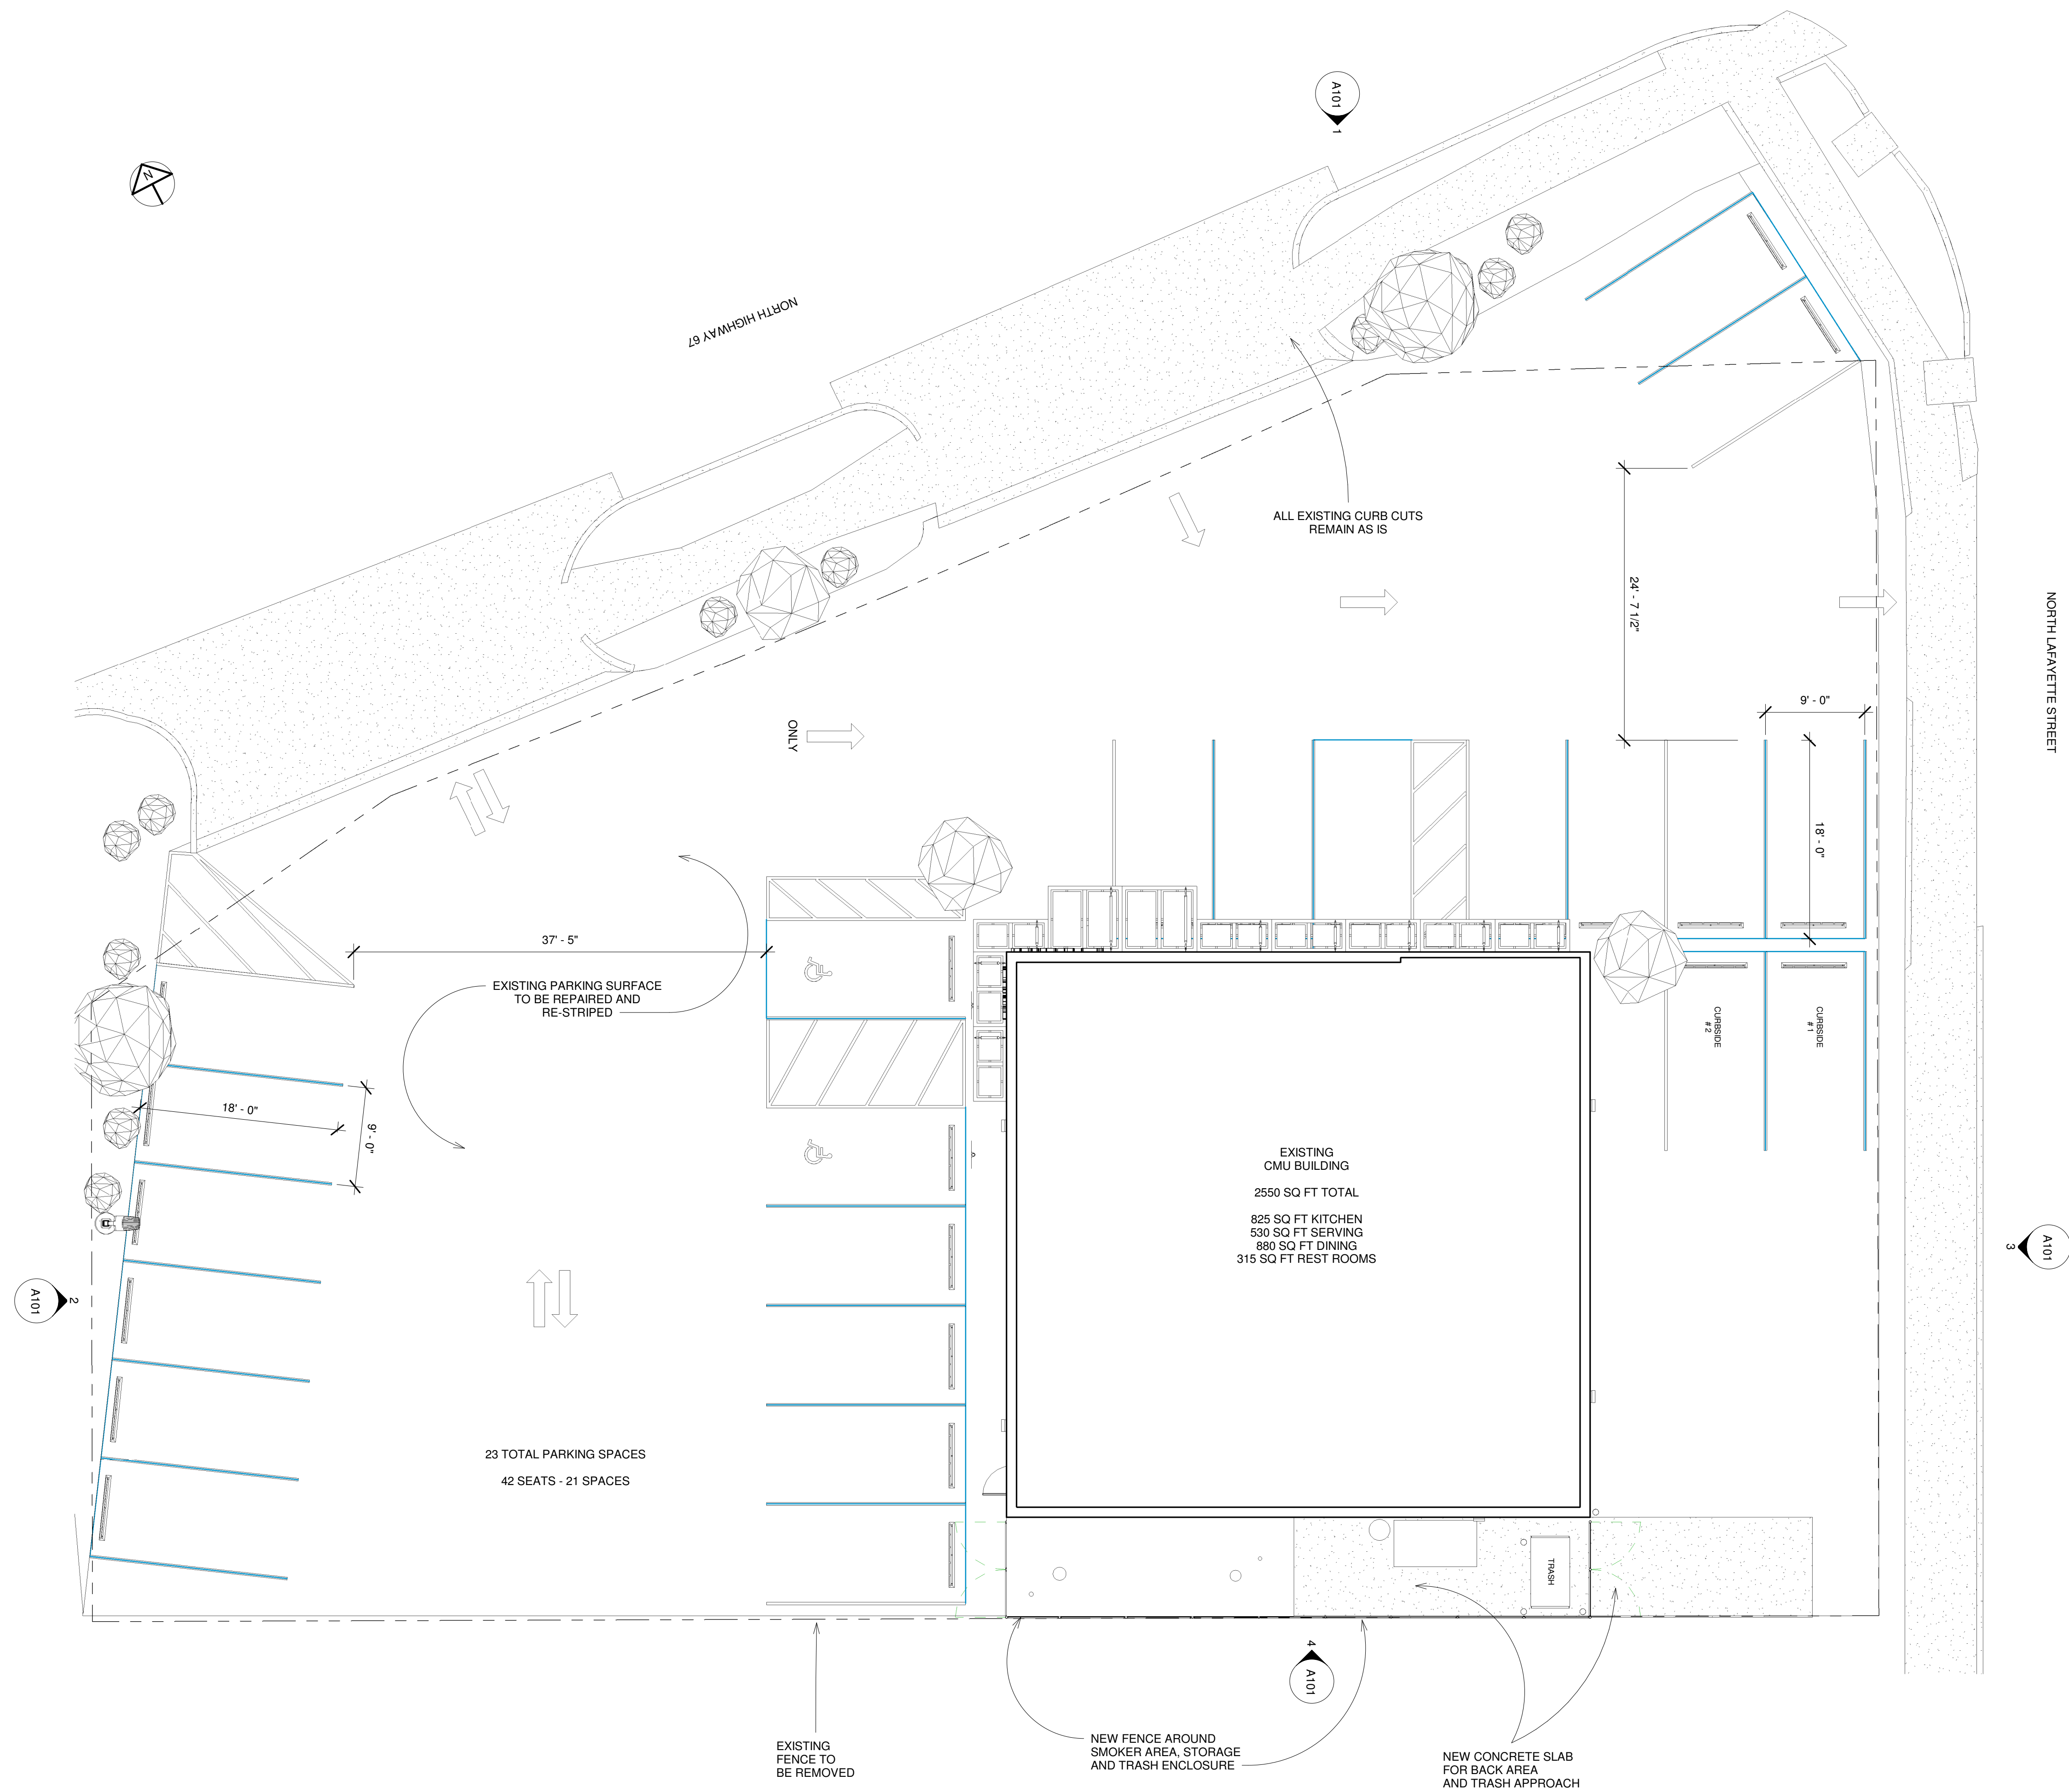 A101
1
N
NORTH HIGHWAY 67
ALL EXISTING CURB CUTS
REMAIN AS IS
24' - 7 1/2"
NORTH LAFAYETTE STREET
9' - 0"
18' - 0"
ONLY
37' - 5"
EXISTING PARKING SURFACE
TO BE REPAIRED AND
RE-STRIPED
CURBSIDE
# 2
CURBSIDE
# 1
18' - 0"
9' - 0"
EXISTING
CMU BUILDING
2550 SQ FT TOTAL
825 SQ FT KITCHEN
530 SQ FT SERVING
880 SQ FT DINING
315 SQ FT REST ROOMS
3
A101
A101
2
23 TOTAL PARKING SPACES
42 SEATS - 21 SPACES
TRASH
4
A101
EXISTING
FENCE TO
BE REMOVED
NEW FENCE AROUND
SMOKER AREA, STORAGE
AND TRASH ENCLOSURE
NEW CONCRETE SLAB
FOR BACK AREA
AND TRASH APPROACH